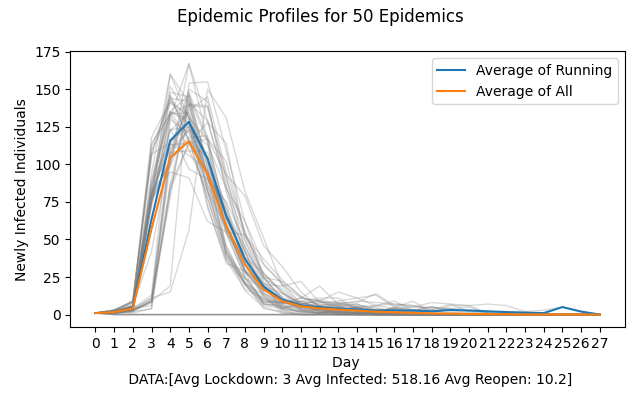 Epidemic Profiles for 50 Epidemics
175
150
125
100
75
50
25
0
Newly Infected Individuals
Average of Running
Average of All
0 1 2 3 4 5 6 7 8 9 10 11 12 13 14 15 16 17 18 19 20 21 22 23 24 25 26 27
Day
DATA:[Avg Lockdown: 3 Avg Infected: 518.16 Avg Reopen: 10.2]